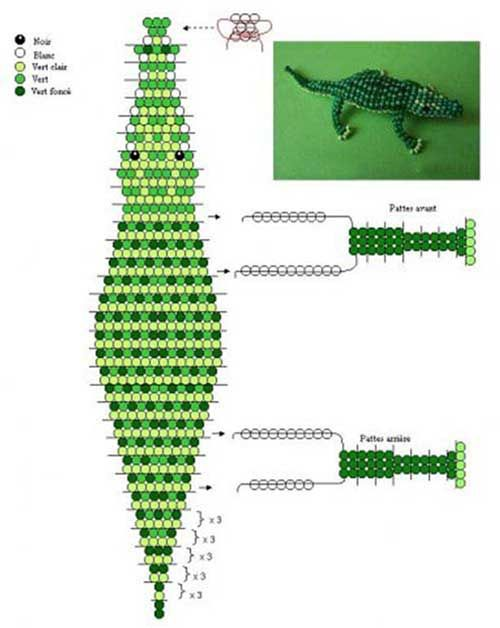 Noir
Blanc
Vert clair
Vert
Vert foncé
Pattes avant
Pattes arrière
x 3
x 3
x 3
x 3
x 3